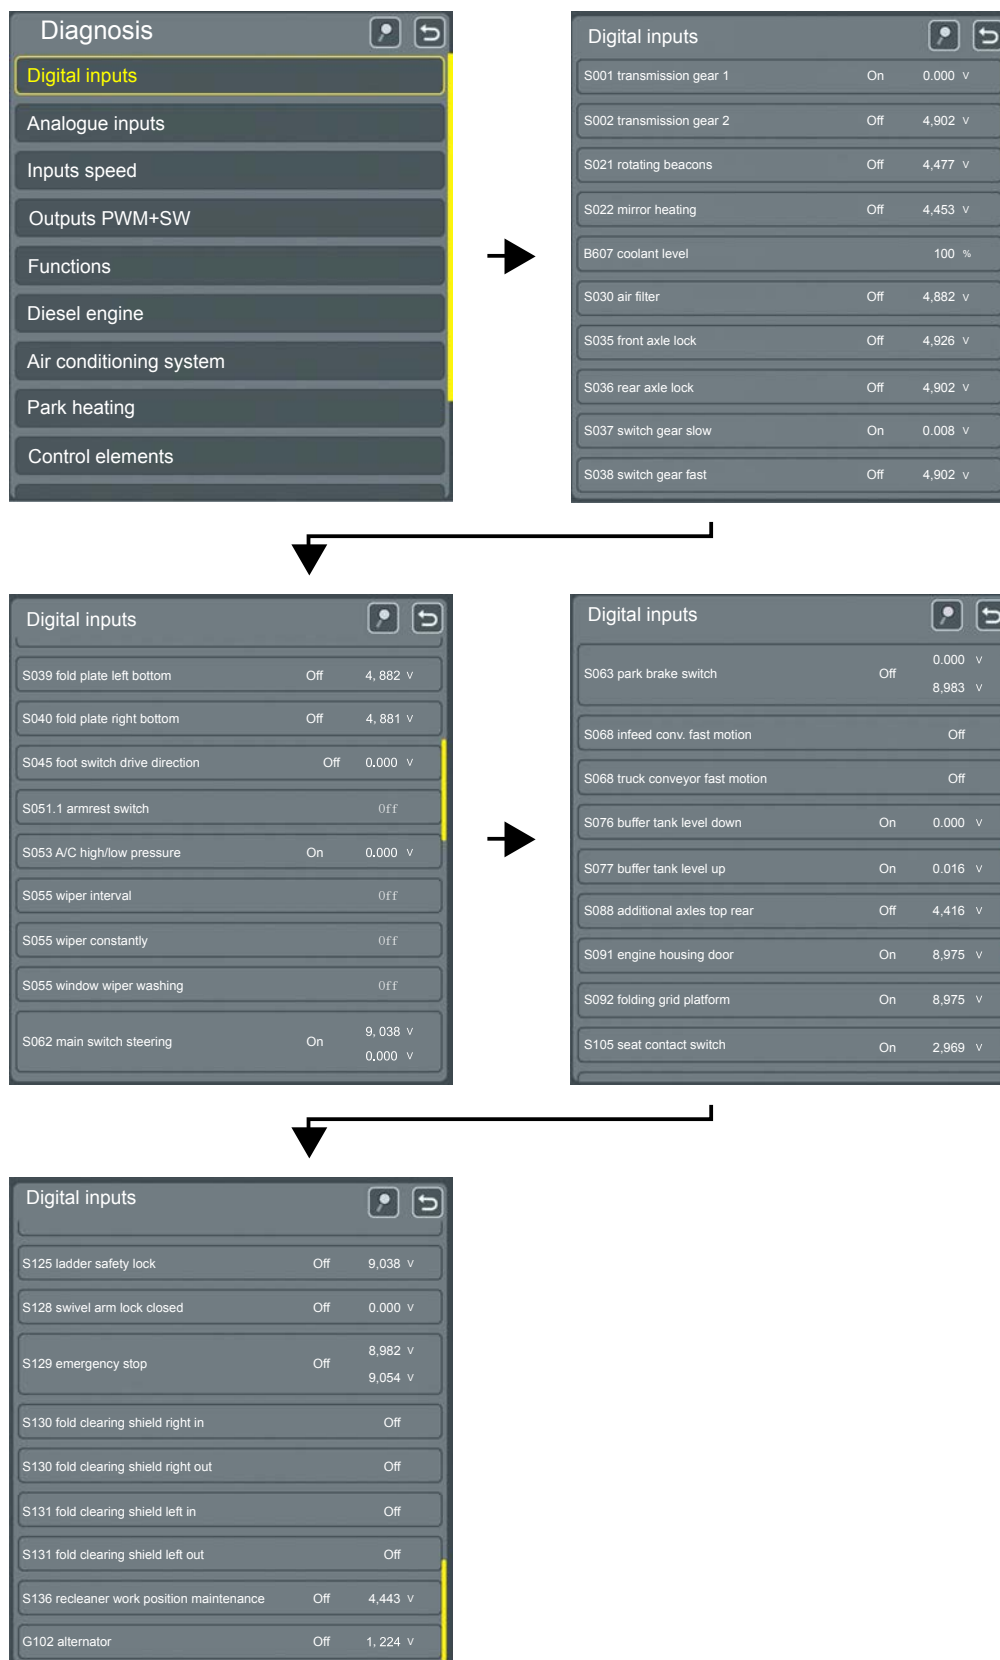 Diagnosis
Digital inputs
Analogue inputs
Inputs speed
Outputs PWM+SW
Functions
Diesel engine
Air conditioning system
Park heating
Control elements
Digital inputs
S001 transmission gear 1 On 0.000 V
S002 transmission gear 2 Off 4,902 V
S021 rotating beacons Off 4,477 V
S022 mirror heating Off 4,453 V
B607 coolant level 100 %
S030 air filter Off 4,882 V
S035 front axle lock Off 4,926 V
S036 rear axle lock Off 4,902 V
S037 switch gear slow On 0.008 V
S038 switch gear fast Off 4,902 V
Digital inputs
S039 fold plate left bottom Off 4, 882 V
S040 fold plate right bottom Off 4, 881 V
S045 foot switch drive direction Off 0.000 V
S051.1 armrest switch Off
S053 A/C high/low pressure On 0.000 V
S055 wiper interval Off
S055 wiper constantly Off
S055 window wiper washing Off
S062 main switch steering On 9, 038 V
0.000 V
Digital inputs
S063 park brake switch Off 0.000 V
8,983 V
S068 infeed conv. fast motion Off
S068 truck conveyor fast motion Off
S076 buffer tank level down On 0.000 V
S077 buffer tank level up On 0.016 V
S088 additional axles top rear Off 4,416 V
S091 engine housing door On 8,975 V
S092 folding grid platform On 8,975 V
S105 seat contact switch On 2,969 V
Digital inputs
S125 ladder safety lock Off 9,038 V
S128 swivel arm lock closed Off 0.000 V
S129 emergency stop Off 8,982 V
9,054 V
S130 fold clearing shield right in Off
S130 fold clearing shield right out Off
S131 fold clearing shield left in Off
S131 fold clearing shield left out Off
S136 recleaner work position maintenance Off 4,443 V
G102 alternator Off 1, 224 V